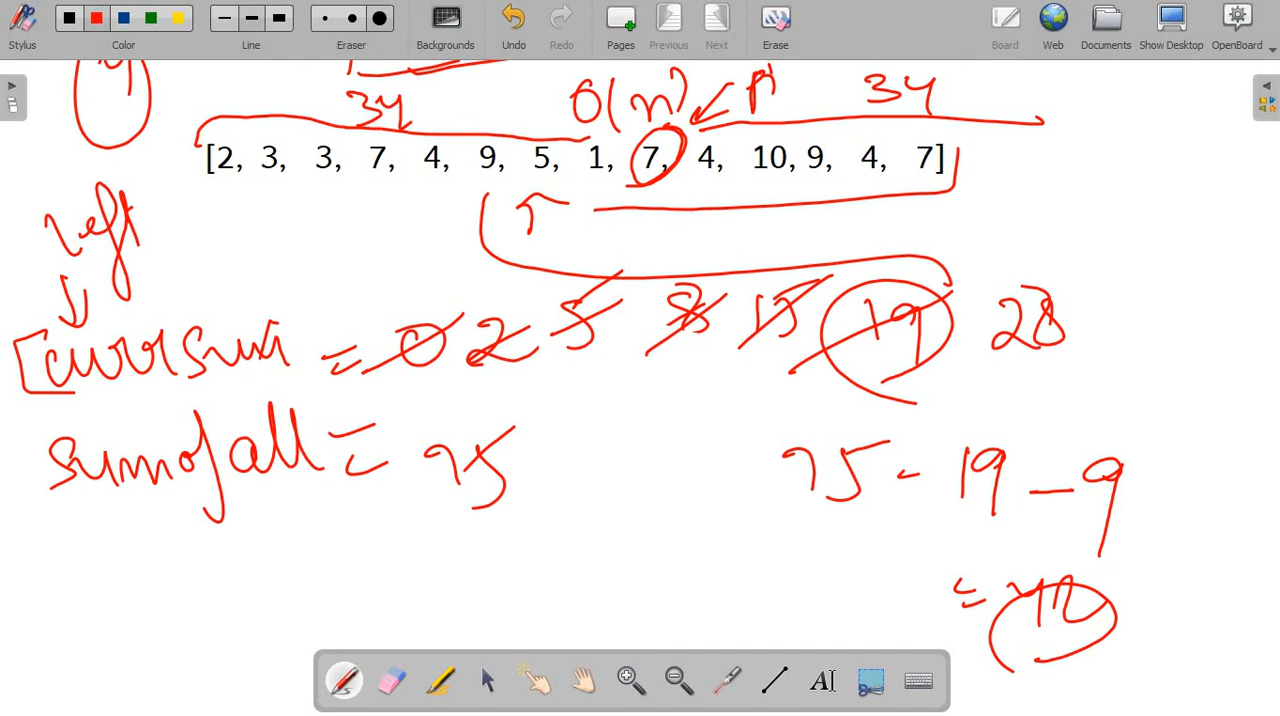 Stylus Color Line Eraser Backgrounds Undo Redo Pages Previous Next Erase Board Web Documents Show Desktop OpenBoard
34 O(n) 34
[2, 3, 3, 7, 4, 9, 5, 1, 7, 4, 10, 9, 4, 7]
left
currsum = 0 2 5 8 15 19 28
sumofall = 75
75 - 19 - 9
=